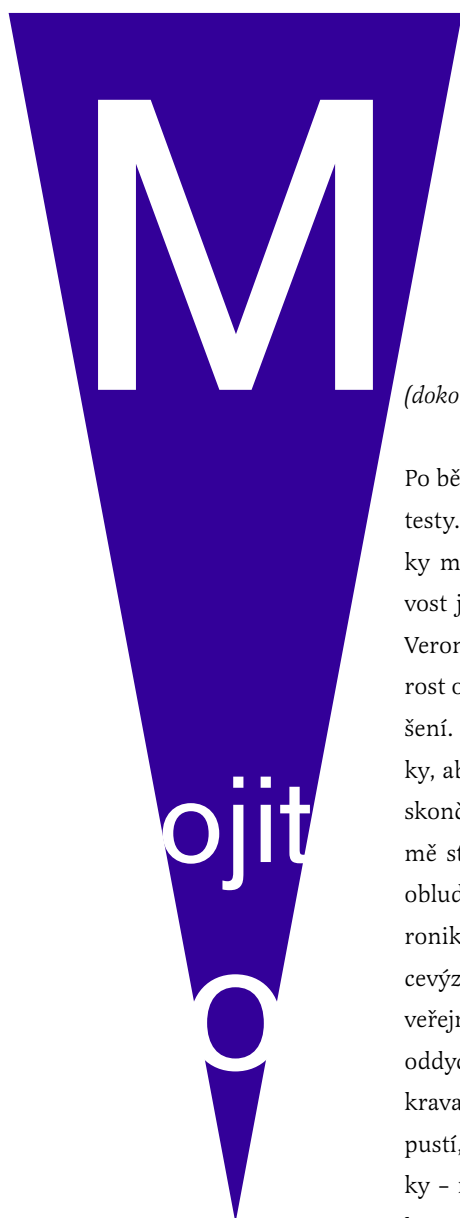 M
ojit
o
(doko
Po bě
testy.
ky m
vost j
Veron
rost
šení.
ky, ab
skonč
mě st
oblud
ronik
cevýz
veřejn
oddyc
krava
pustí,
ky –